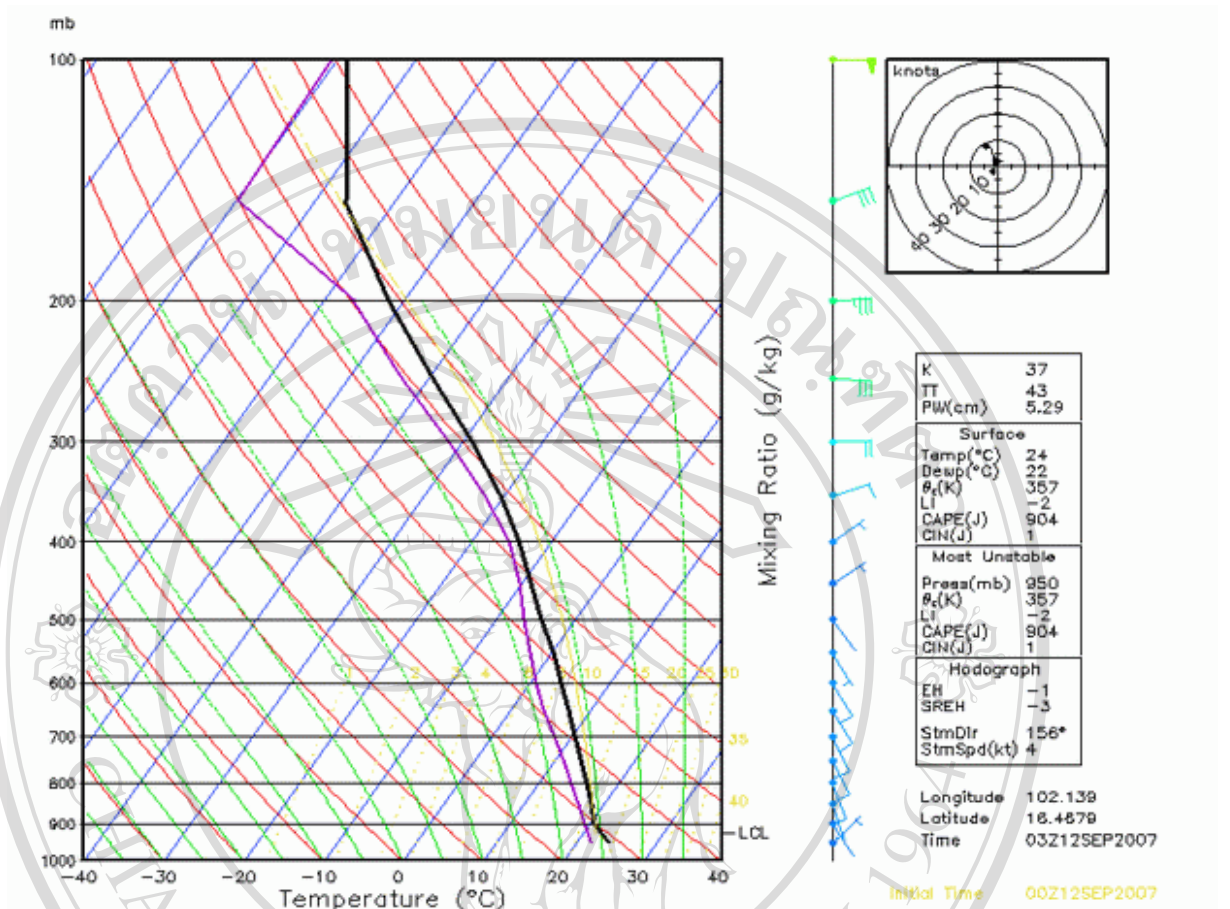 mb
knots
100
200
300
400
500
600
700
800
900
1000
-40 -30 -20 -10 0 10 20 30 40
Temperature (°C)
Mixing Ratio (g/kg)
1 2 3 4 10 15 20 25 30
35
40
LCL
10 20 30 40
K 37
TT 43
PW(cm) 5.29
Surface
Temp(°C) 24
Dewp(°C) 22
θₑ(K) 357
LI -2
CAPE(J) 904
CIN(J) 1
Most Unstable
Press(mb) 950
θₑ(K) 357
LI -2
CAPE(J) 904
CIN(J) 1
Hodograph
EH -1
SREH -3
StmDir 156°
StmSpd(kt) 4
Longitude 102.139
Latitude 16.4679
Time 03Z12SEP2007
Initial Time 00Z12SEP2007